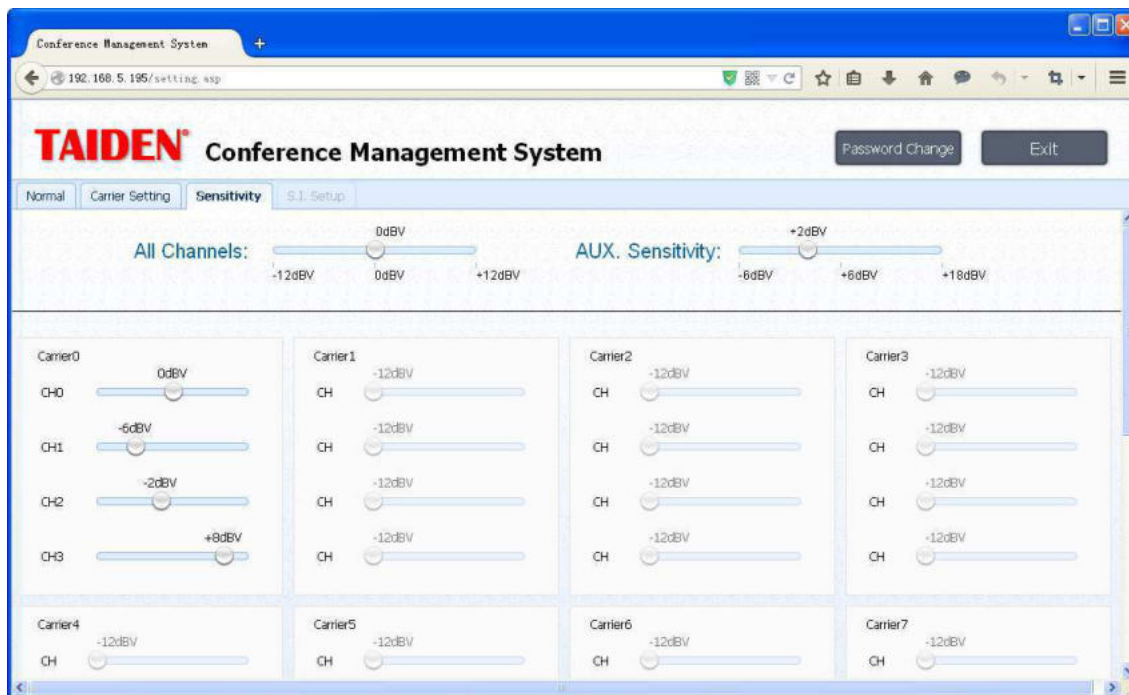 Conference Management System
192.168.5.195/setting.asp
TAIDEN® Conference Management System
Password Change
Exit
Normal
Carrier Setting
Sensitivity
S.I. Setup
All Channels:
0dBV
-12dBV 0dBV +12dBV
AUX. Sensitivity:
+2dBV
-6dBV +6dBV +18dBV
Carrier0
0dBV
CH0
-6dBV
CH1
-2dBV
CH2
+8dBV
CH3
Carrier1
-12dBV
CH
-12dBV
CH
-12dBV
CH
-12dBV
CH
Carrier2
-12dBV
CH
-12dBV
CH
-12dBV
CH
-12dBV
CH
Carrier3
-12dBV
CH
-12dBV
CH
-12dBV
CH
-12dBV
CH
Carrier4
-12dBV
CH
Carrier5
-12dBV
CH
Carrier6
-12dBV
CH
Carrier7
-12dBV
CH